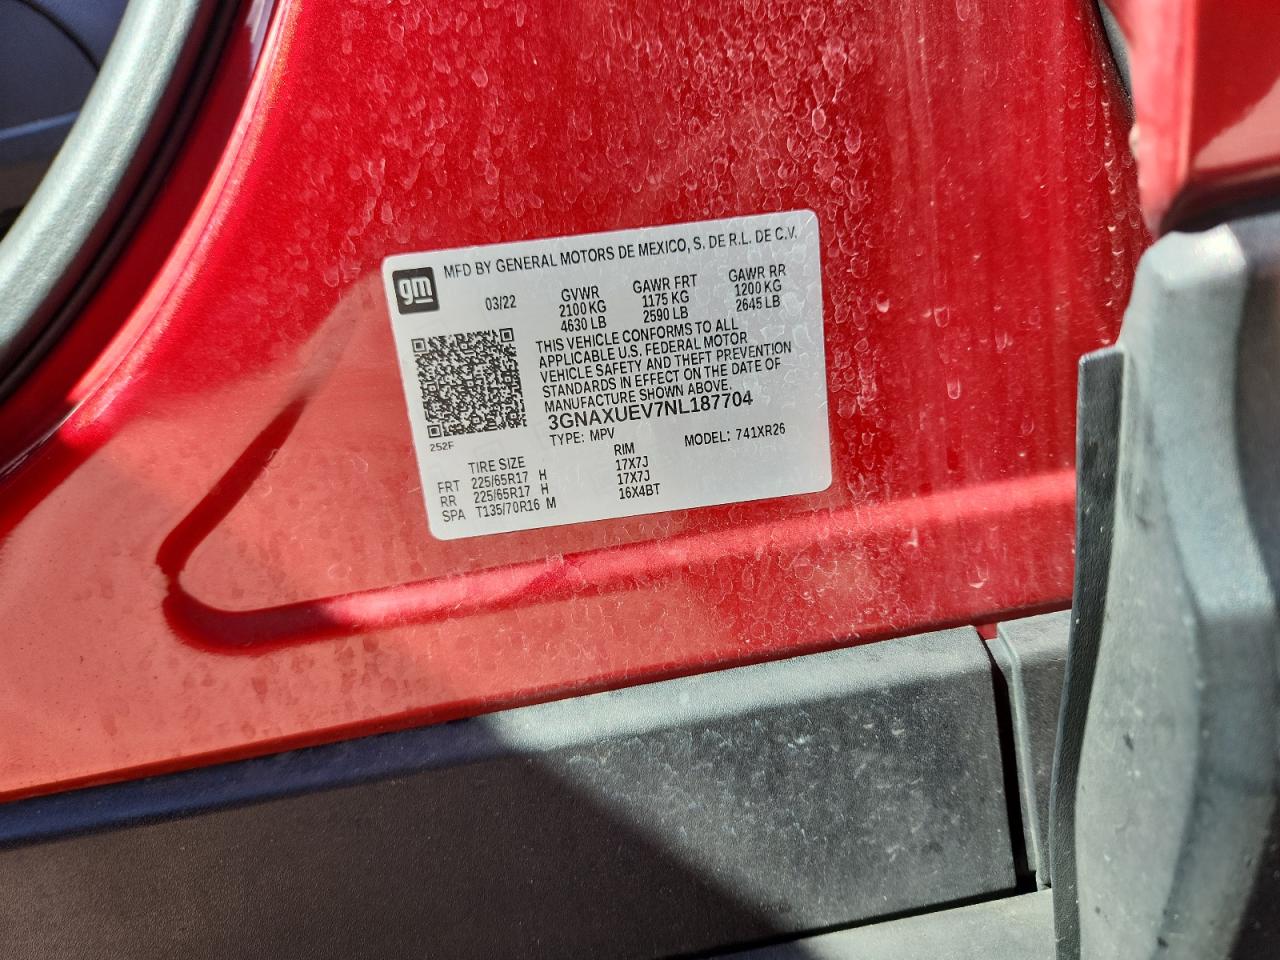 gm
MFD BY GENERAL MOTORS DE MEXICO, S. DE R.L. DE C.V.
03/22 GVWR GAWR FRT GAWR RR
2100 KG 1175 KG 1200 KG
4630 LB 2590 LB 2645 LB
THIS VEHICLE CONFORMS TO ALL
APPLICABLE U.S. FEDERAL MOTOR
VEHICLE SAFETY AND THEFT PREVENTION
STANDARDS IN EFFECT ON THE DATE OF
MANUFACTURE SHOWN ABOVE.
3GNAXUEV7NL187704
252F
TYPE: MPV MODEL: 741XR26
TIRE SIZE RIM
FRT 225/65R17 H 17X7J
RR 225/65R17 H 17X7J
SPA T135/70R16 M 16X4BT